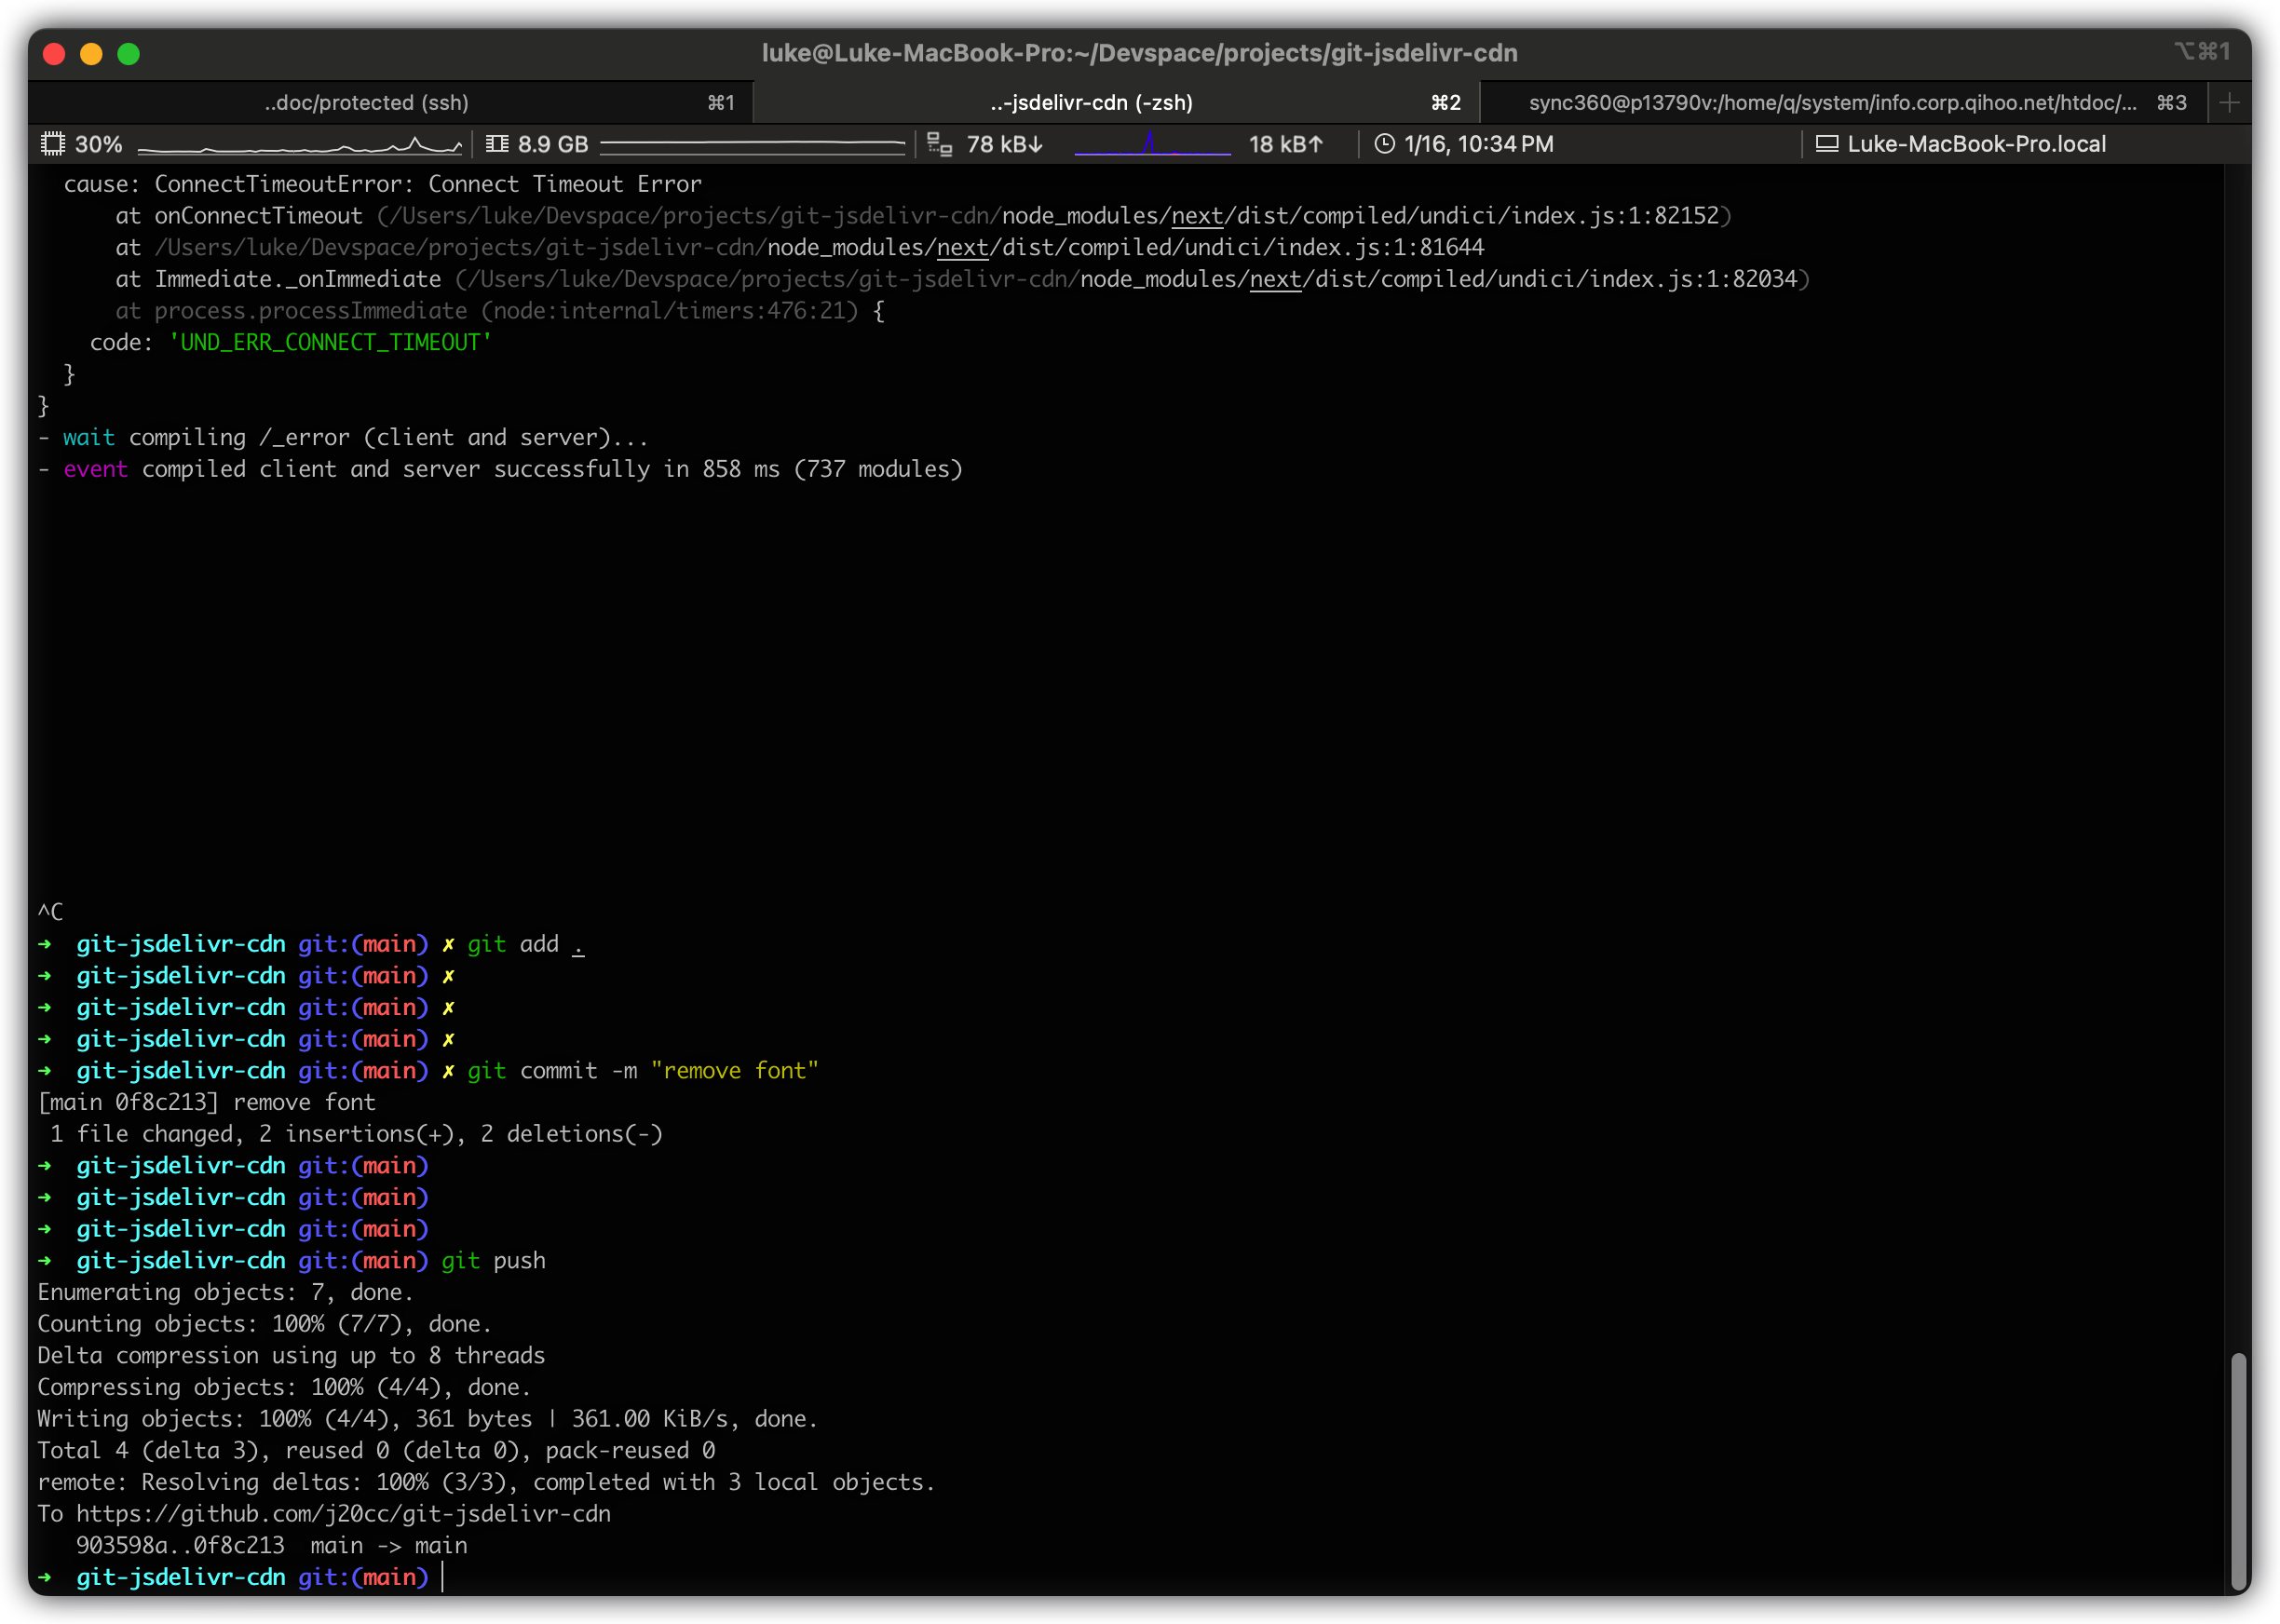 luke@Luke-MacBook-Pro:~/Devspace/projects/git-jsdelivr-cdn ⌥⌘1
..doc/protected (ssh) ⌘1 ..-jsdelivr-cdn (-zsh) ⌘2 sync360@p13790v:/home/q/system/info.corp.qihoo.net/htdoc/... ⌘3 +
30% 8.9 GB 78 kB↓ 18 kB↑ 1/16, 10:34 PM Luke-MacBook-Pro.local
  cause: ConnectTimeoutError: Connect Timeout Error
      at onConnectTimeout (/Users/luke/Devspace/projects/git-jsdelivr-cdn/node_modules/next/dist/compiled/undici/index.js:1:82152)
      at /Users/luke/Devspace/projects/git-jsdelivr-cdn/node_modules/next/dist/compiled/undici/index.js:1:81644
      at Immediate._onImmediate (/Users/luke/Devspace/projects/git-jsdelivr-cdn/node_modules/next/dist/compiled/undici/index.js:1:82034)
      at process.processImmediate (node:internal/timers:476:21) {
    code: 'UND_ERR_CONNECT_TIMEOUT'
  }
}
- wait compiling /_error (client and server)...
- event compiled client and server successfully in 858 ms (737 modules)
^C
➜  git-jsdelivr-cdn git:(main) ✗ git add .
➜  git-jsdelivr-cdn git:(main) ✗
➜  git-jsdelivr-cdn git:(main) ✗
➜  git-jsdelivr-cdn git:(main) ✗
➜  git-jsdelivr-cdn git:(main) ✗ git commit -m "remove font"
[main 0f8c213] remove font
 1 file changed, 2 insertions(+), 2 deletions(-)
➜  git-jsdelivr-cdn git:(main)
➜  git-jsdelivr-cdn git:(main)
➜  git-jsdelivr-cdn git:(main)
➜  git-jsdelivr-cdn git:(main) git push
Enumerating objects: 7, done.
Counting objects: 100% (7/7), done.
Delta compression using up to 8 threads
Compressing objects: 100% (4/4), done.
Writing objects: 100% (4/4), 361 bytes | 361.00 KiB/s, done.
Total 4 (delta 3), reused 0 (delta 0), pack-reused 0
remote: Resolving deltas: 100% (3/3), completed with 3 local objects.
To https://github.com/j20cc/git-jsdelivr-cdn
   903598a..0f8c213  main -> main
➜  git-jsdelivr-cdn git:(main)